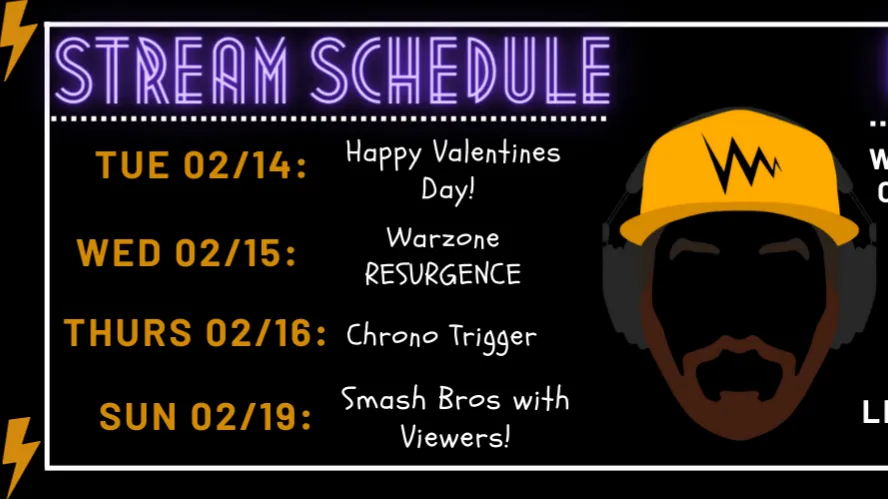 STREAM SCHEDULE
TUE 02/14:
Happy Valentines
Day!
WED 02/15:
Warzone
RESURGENCE
THURS 02/16:
Chrono Trigger
SUN 02/19:
Smash Bros with
Viewers!